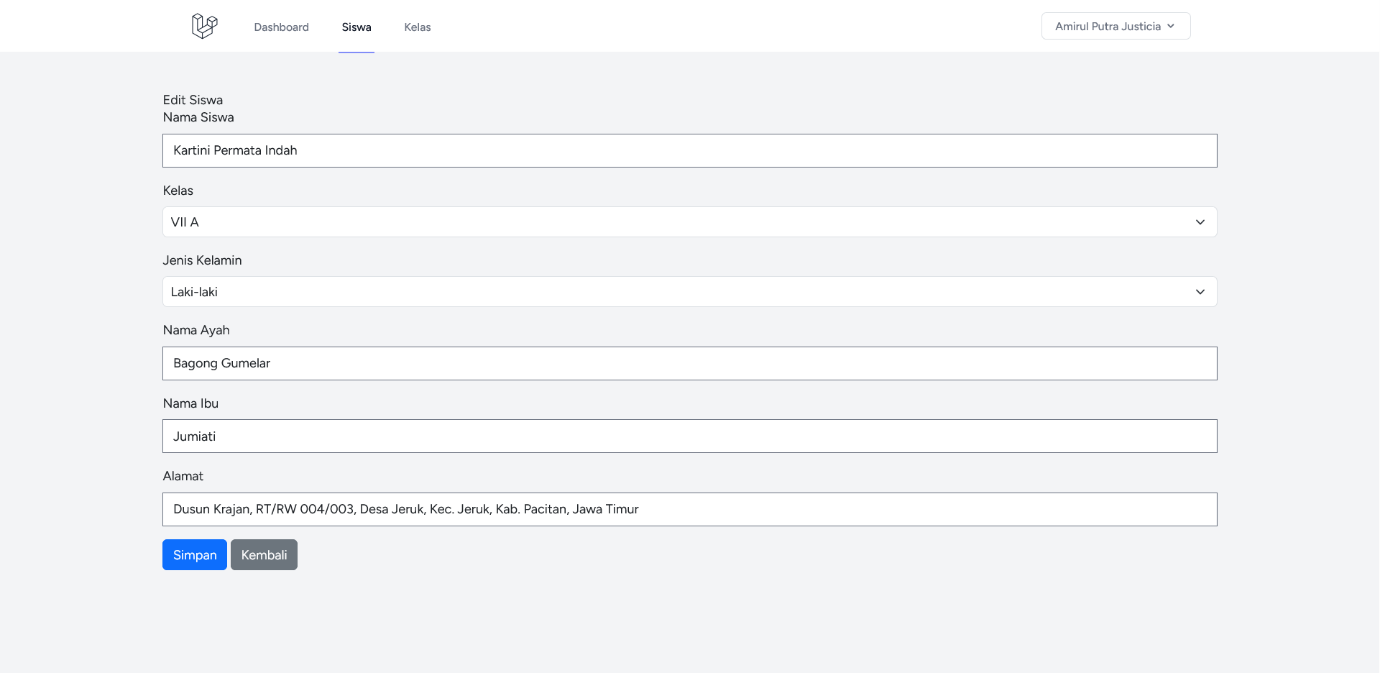 Dashboard Siswa Kelas Amirul Putra Justicia
Edit Siswa
Nama Siswa
Kartini Permata Indah
Kelas
VII A
Jenis Kelamin
Laki-laki
Nama Ayah
Bagong Gumelar
Nama Ibu
Jumiati
Alamat
Dusun Krajan, RT/RW 004/003, Desa Jeruk, Kec. Jeruk, Kab. Pacitan, Jawa Timur
Simpan Kembali